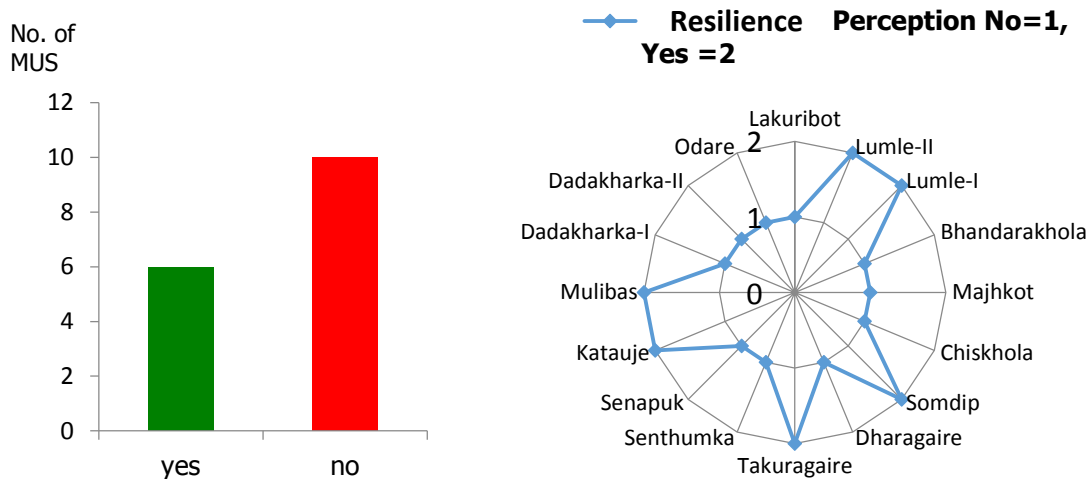 No. of
MUS
12
10
8
6
4
2
0
yes no
Resilience Perception No=1,
Yes =2
Lakuribot
Lumle-II
Lumle-I
Bhandarakhola
Majhkot
Chiskhola
Somdip
Dharagaire
Takuragaire
Senthumka
Senapuk
Katauje
Mulibas
Dadakharka-I
Dadakharka-II
Odare
2
1
0